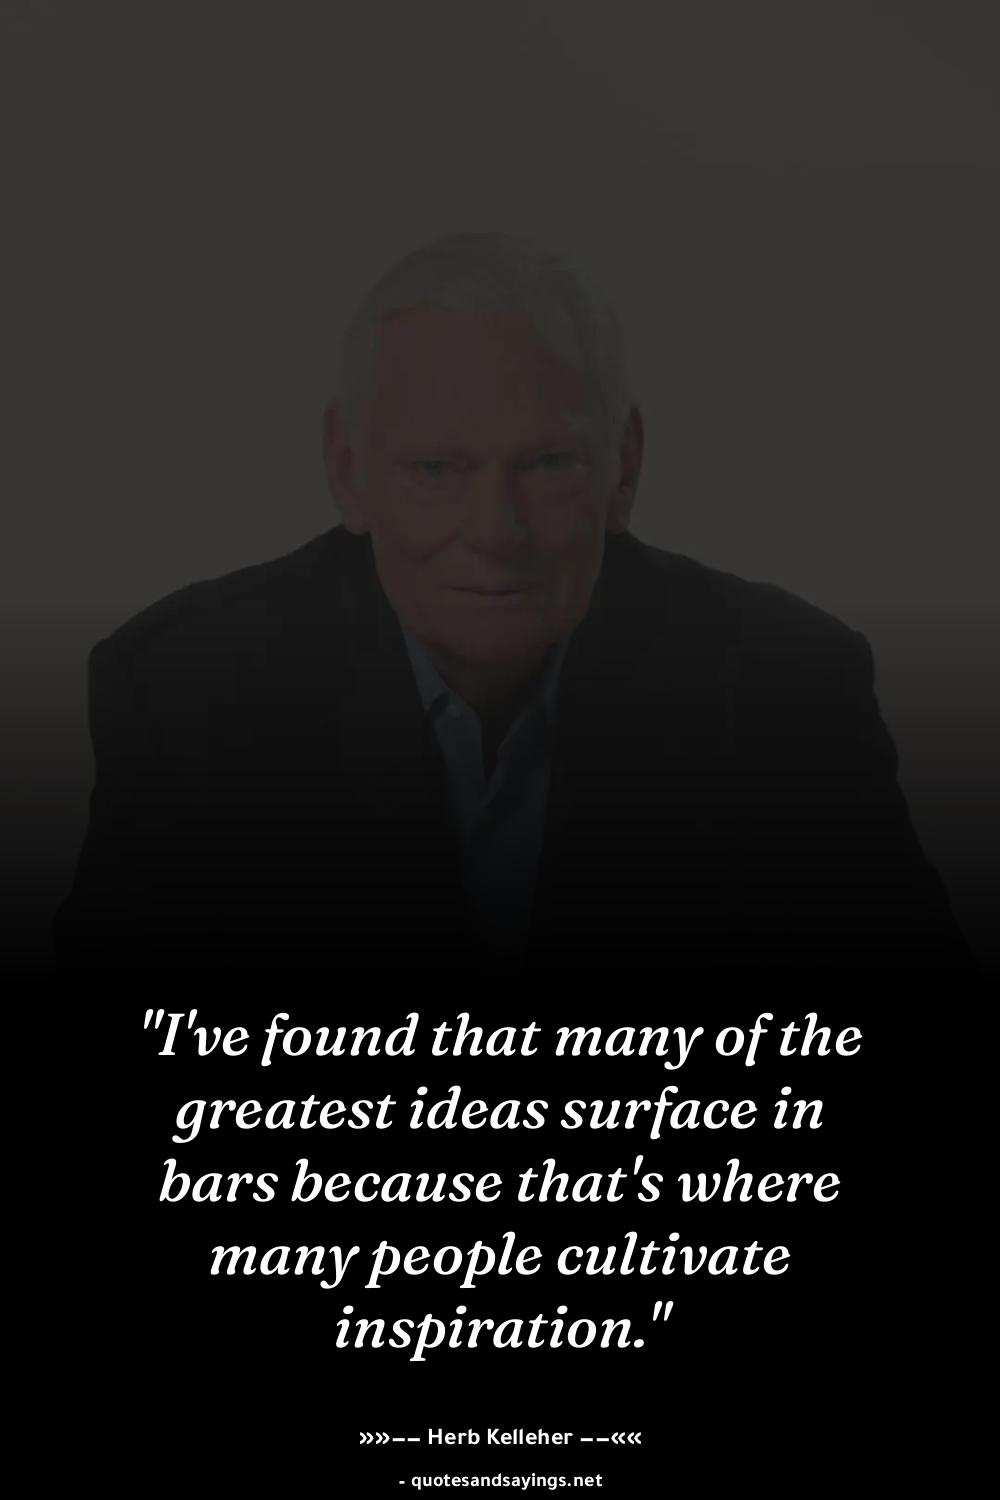 "I've found that many of the
greatest ideas surface in
bars because that's where
many people cultivate
inspiration."
»»−− Herb Kelleher −−««
- quotesandsayings.net